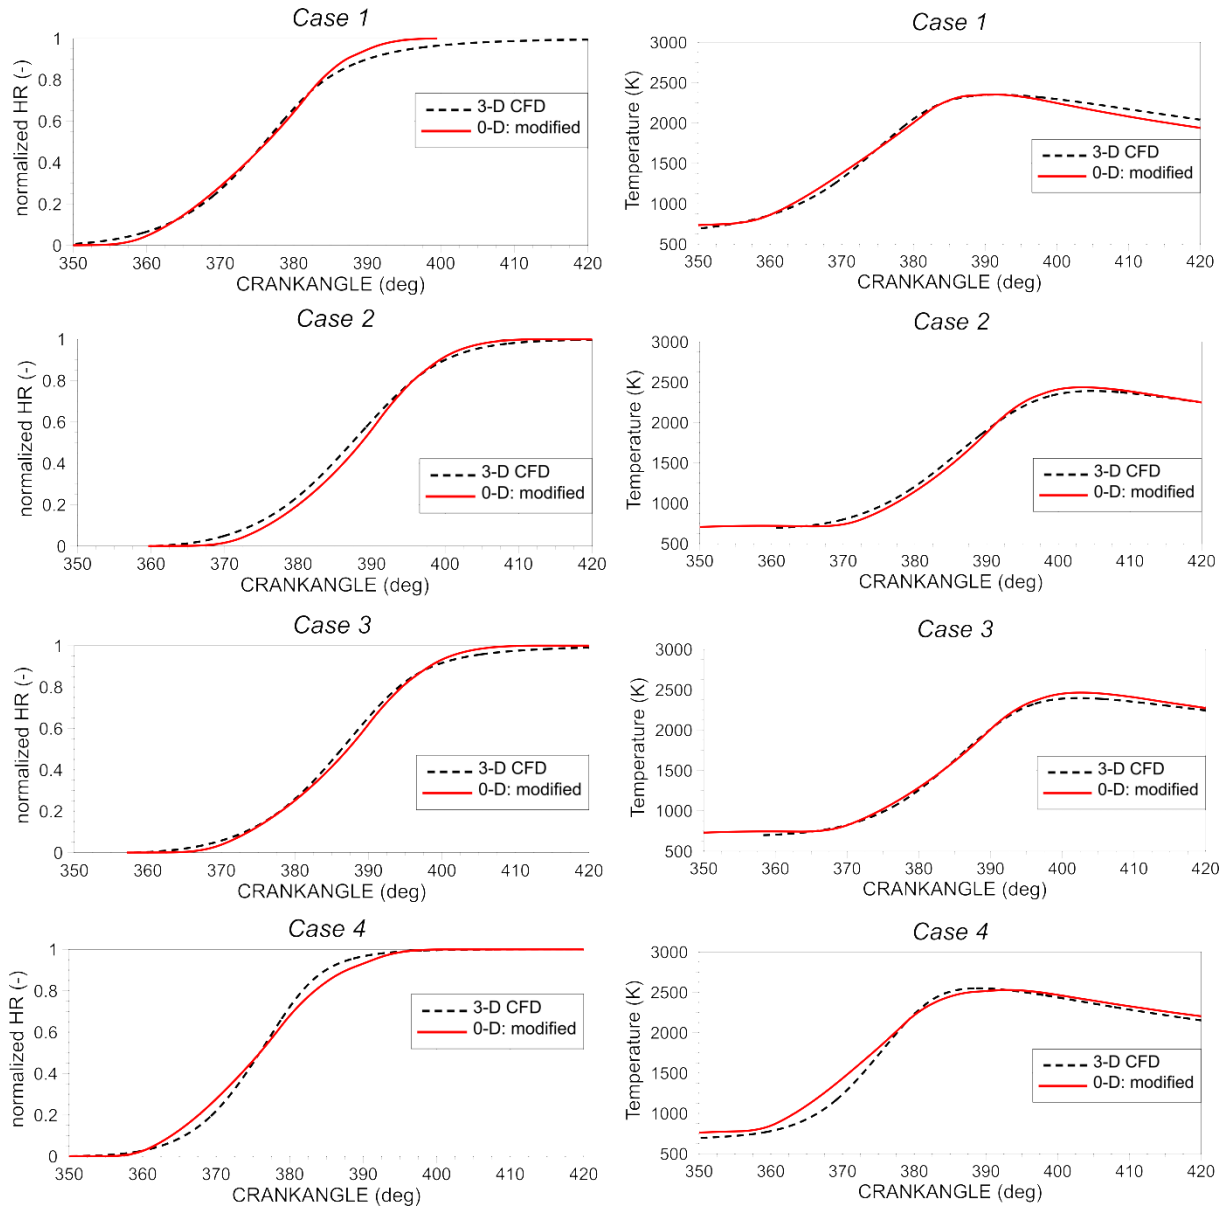 Case 1
normalized HR (-)
1
0.8
0.6
0.4
0.2
0
3-D CFD
0-D: modified
350 360 370 380 390 400 410 420
CRANKANGLE (deg)
Case 1
Temperature (K)
3000
2500
2000
1500
1000
500
3-D CFD
0-D: modified
350 360 370 380 390 400 410 420
CRANKANGLE (deg)
Case 2
normalized HR (-)
1
0.8
0.6
0.4
0.2
0
3-D CFD
0-D: modified
350 360 370 380 390 400 410 420
CRANKANGLE (deg)
Case 2
Temperature (K)
3000
2500
2000
1500
1000
500
3-D CFD
0-D: modified
350 360 370 380 390 400 410 420
CRANKANGLE (deg)
Case 3
normalized HR (-)
1
0.8
0.6
0.4
0.2
0
3-D CFD
0-D: modified
350 360 370 380 390 400 410 420
CRANKANGLE (deg)
Case 3
Temperature (K)
3000
2500
2000
1500
1000
500
3-D CFD
0-D: modified
350 360 370 380 390 400 410 420
CRANKANGLE (deg)
Case 4
normalized HR (-)
1
0.8
0.6
0.4
0.2
0
3-D CFD
0-D: modified
350 360 370 380 390 400 410 420
CRANKANGLE (deg)
Case 4
Temperature (K)
3000
2500
2000
1500
1000
500
3-D CFD
0-D: modified
350 360 370 380 390 400 410 420
CRANKANGLE (deg)